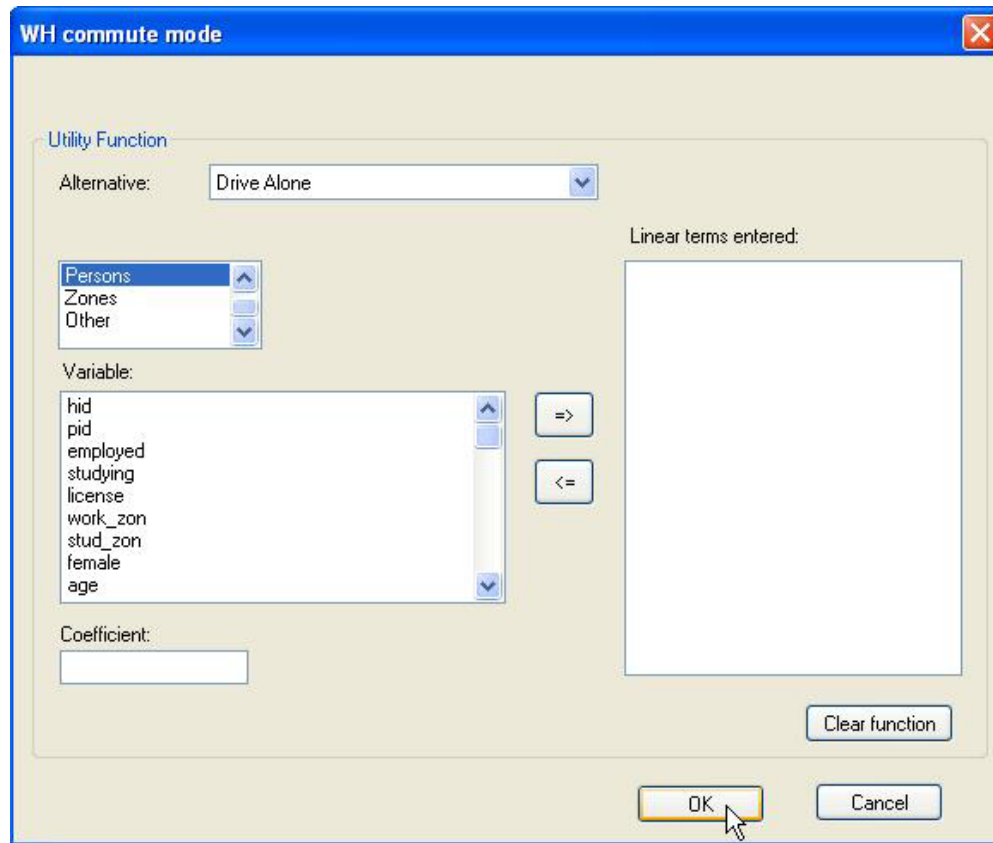 WH commute mode
Utility Function
Alternative: Drive Alone
Linear terms entered:
Persons
Zones
Other
Variable:
hid
pid
employed
studying
license
work_zon
stud_zon
female
age
=>
<=
Coefficient:
Clear function
OK Cancel